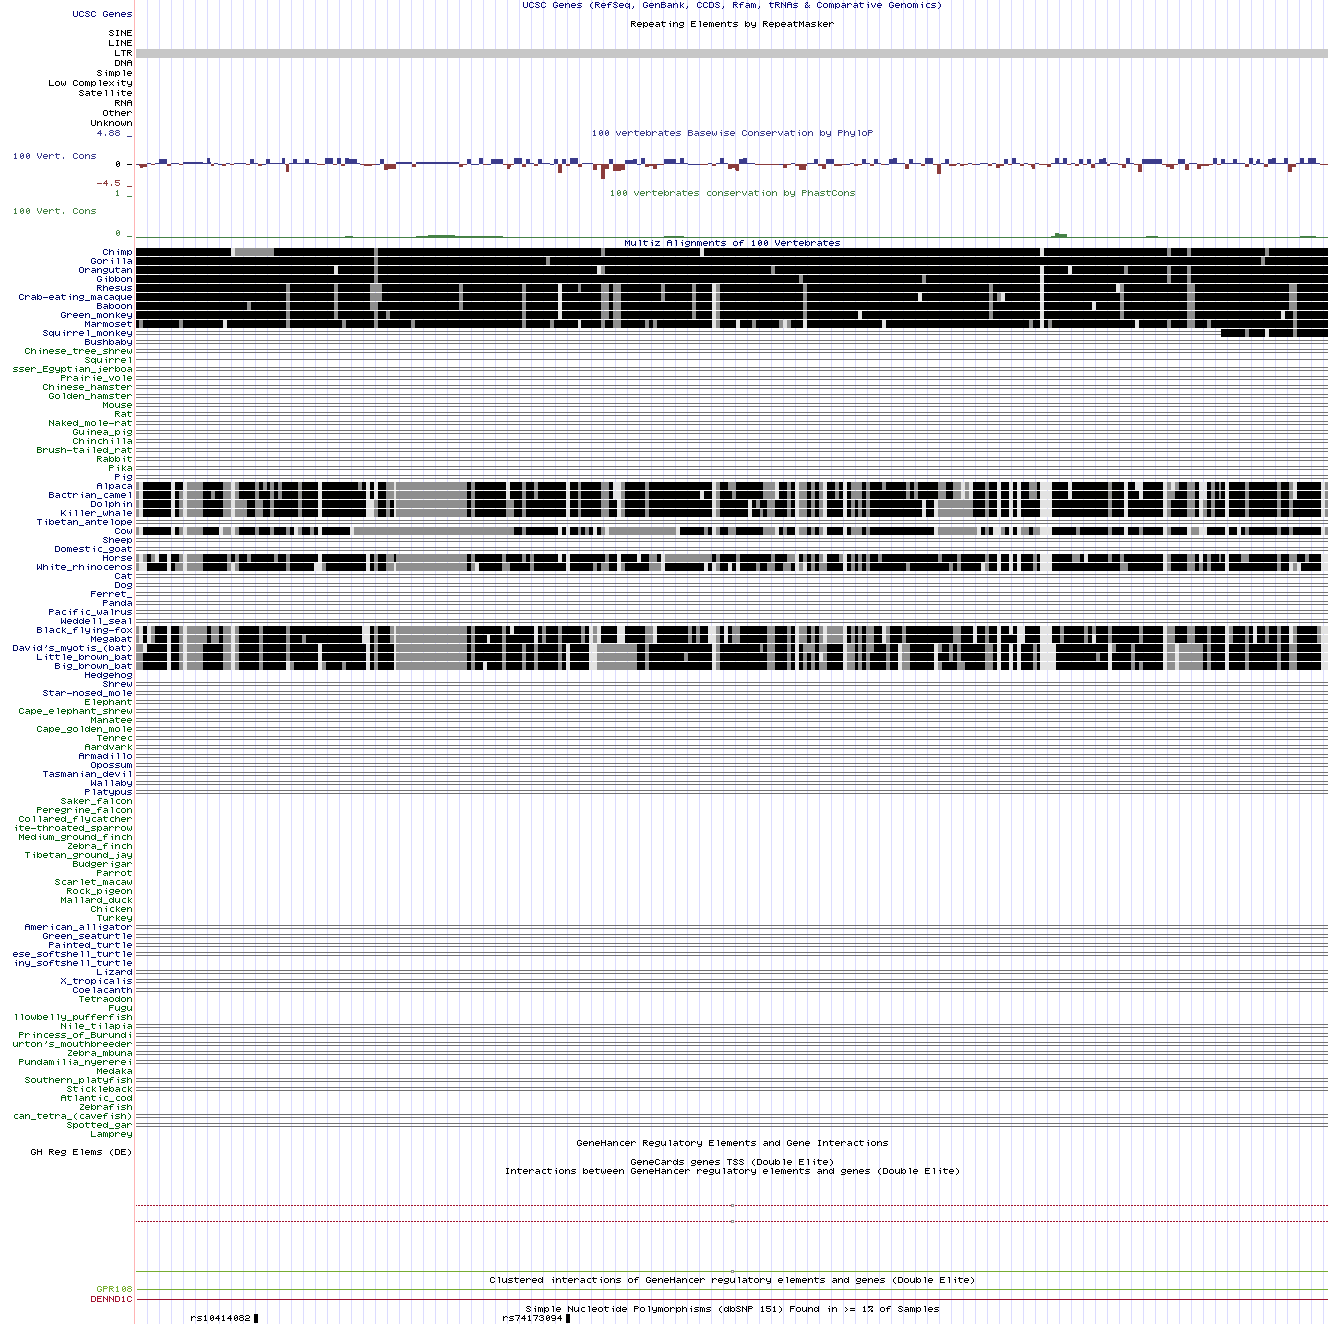 UCSC Genes (RefSeq, GenBank, CCDS, Rfam, tRNAs & Comparative Genomics)
UCSC Genes
Repeating Elements by RepeatMasker
SINE
LINE
LTR
DNA
Simple
Low Complexity
Satellite
RNA
Other
Unknown
4.88 _
100 vertebrates Basewise Conservation by PhyloP
100 Vert. Cons
0 _
-4.5 _
1 _
100 vertebrates conservation by PhastCons
100 Vert. Cons
0 _
Multiz Alignments of 100 Vertebrates
Chimp
Gorilla
Orangutan
Gibbon
Rhesus
Crab-eating_macaque
Baboon
Green_monkey
Marmoset
Squirrel_monkey
Bushbaby
Chinese_tree_shrew
Squirrel
sser_Egyptian_jerboa
Prairie_vole
Chinese_hamster
Golden_hamster
Mouse
Rat
Naked_mole-rat
Guinea_pig
Chinchilla
Brush-tailed_rat
Rabbit
Pika
Pig
Alpaca
Bactrian_camel
Dolphin
Killer_whale
Tibetan_antelope
Cow
Sheep
Domestic_goat
Horse
White_rhinoceros
Cat
Dog
Ferret_
Panda
Pacific_walrus
Weddell_seal
Black_flying-fox
Megabat
David's_myotis_(bat)
Little_brown_bat
Big_brown_bat
Hedgehog
Shrew
Star-nosed_mole
Elephant
Cape_elephant_shrew
Manatee
Cape_golden_mole
Tenrec
Aardvark
Armadillo
Opossum
Tasmanian_devil
Wallaby
Platypus
Saker_falcon
Peregrine_falcon
Collared_flycatcher
ite-throated_sparrow
Medium_ground_finch
Zebra_finch
Tibetan_ground_jay
Budgerigar
Parrot
Scarlet_macaw
Rock_pigeon
Mallard_duck
Chicken
Turkey
American_alligator
Green_seaturtle
Painted_turtle
ese_softshell_turtle
iny_softshell_turtle
Lizard
X_tropicalis
Coelacanth
Tetraodon
Fugu
llowbelly_pufferfish
Nile_tilapia
Princess_of_Burundi
urton's_mouthbreeder
Zebra_mbuna
Pundamilia_nyererei
Medaka
Southern_platyfish
Stickleback
Atlantic_cod
Zebrafish
can_tetra_(cavefish)
Spotted_gar
Lamprey
GeneHancer Regulatory Elements and Gene Interactions
GH Reg Elems (DE)
GeneCards genes TSS (Double Elite)
Interactions between GeneHancer regulatory elements and genes (Double Elite)
Clustered interactions of GeneHancer regulatory elements and genes (Double Elite)
GPR108
DENND1C
Simple Nucleotide Polymorphisms (dbSNP 151) Found in >= 1% of Samples
rs10414082 rs74173094